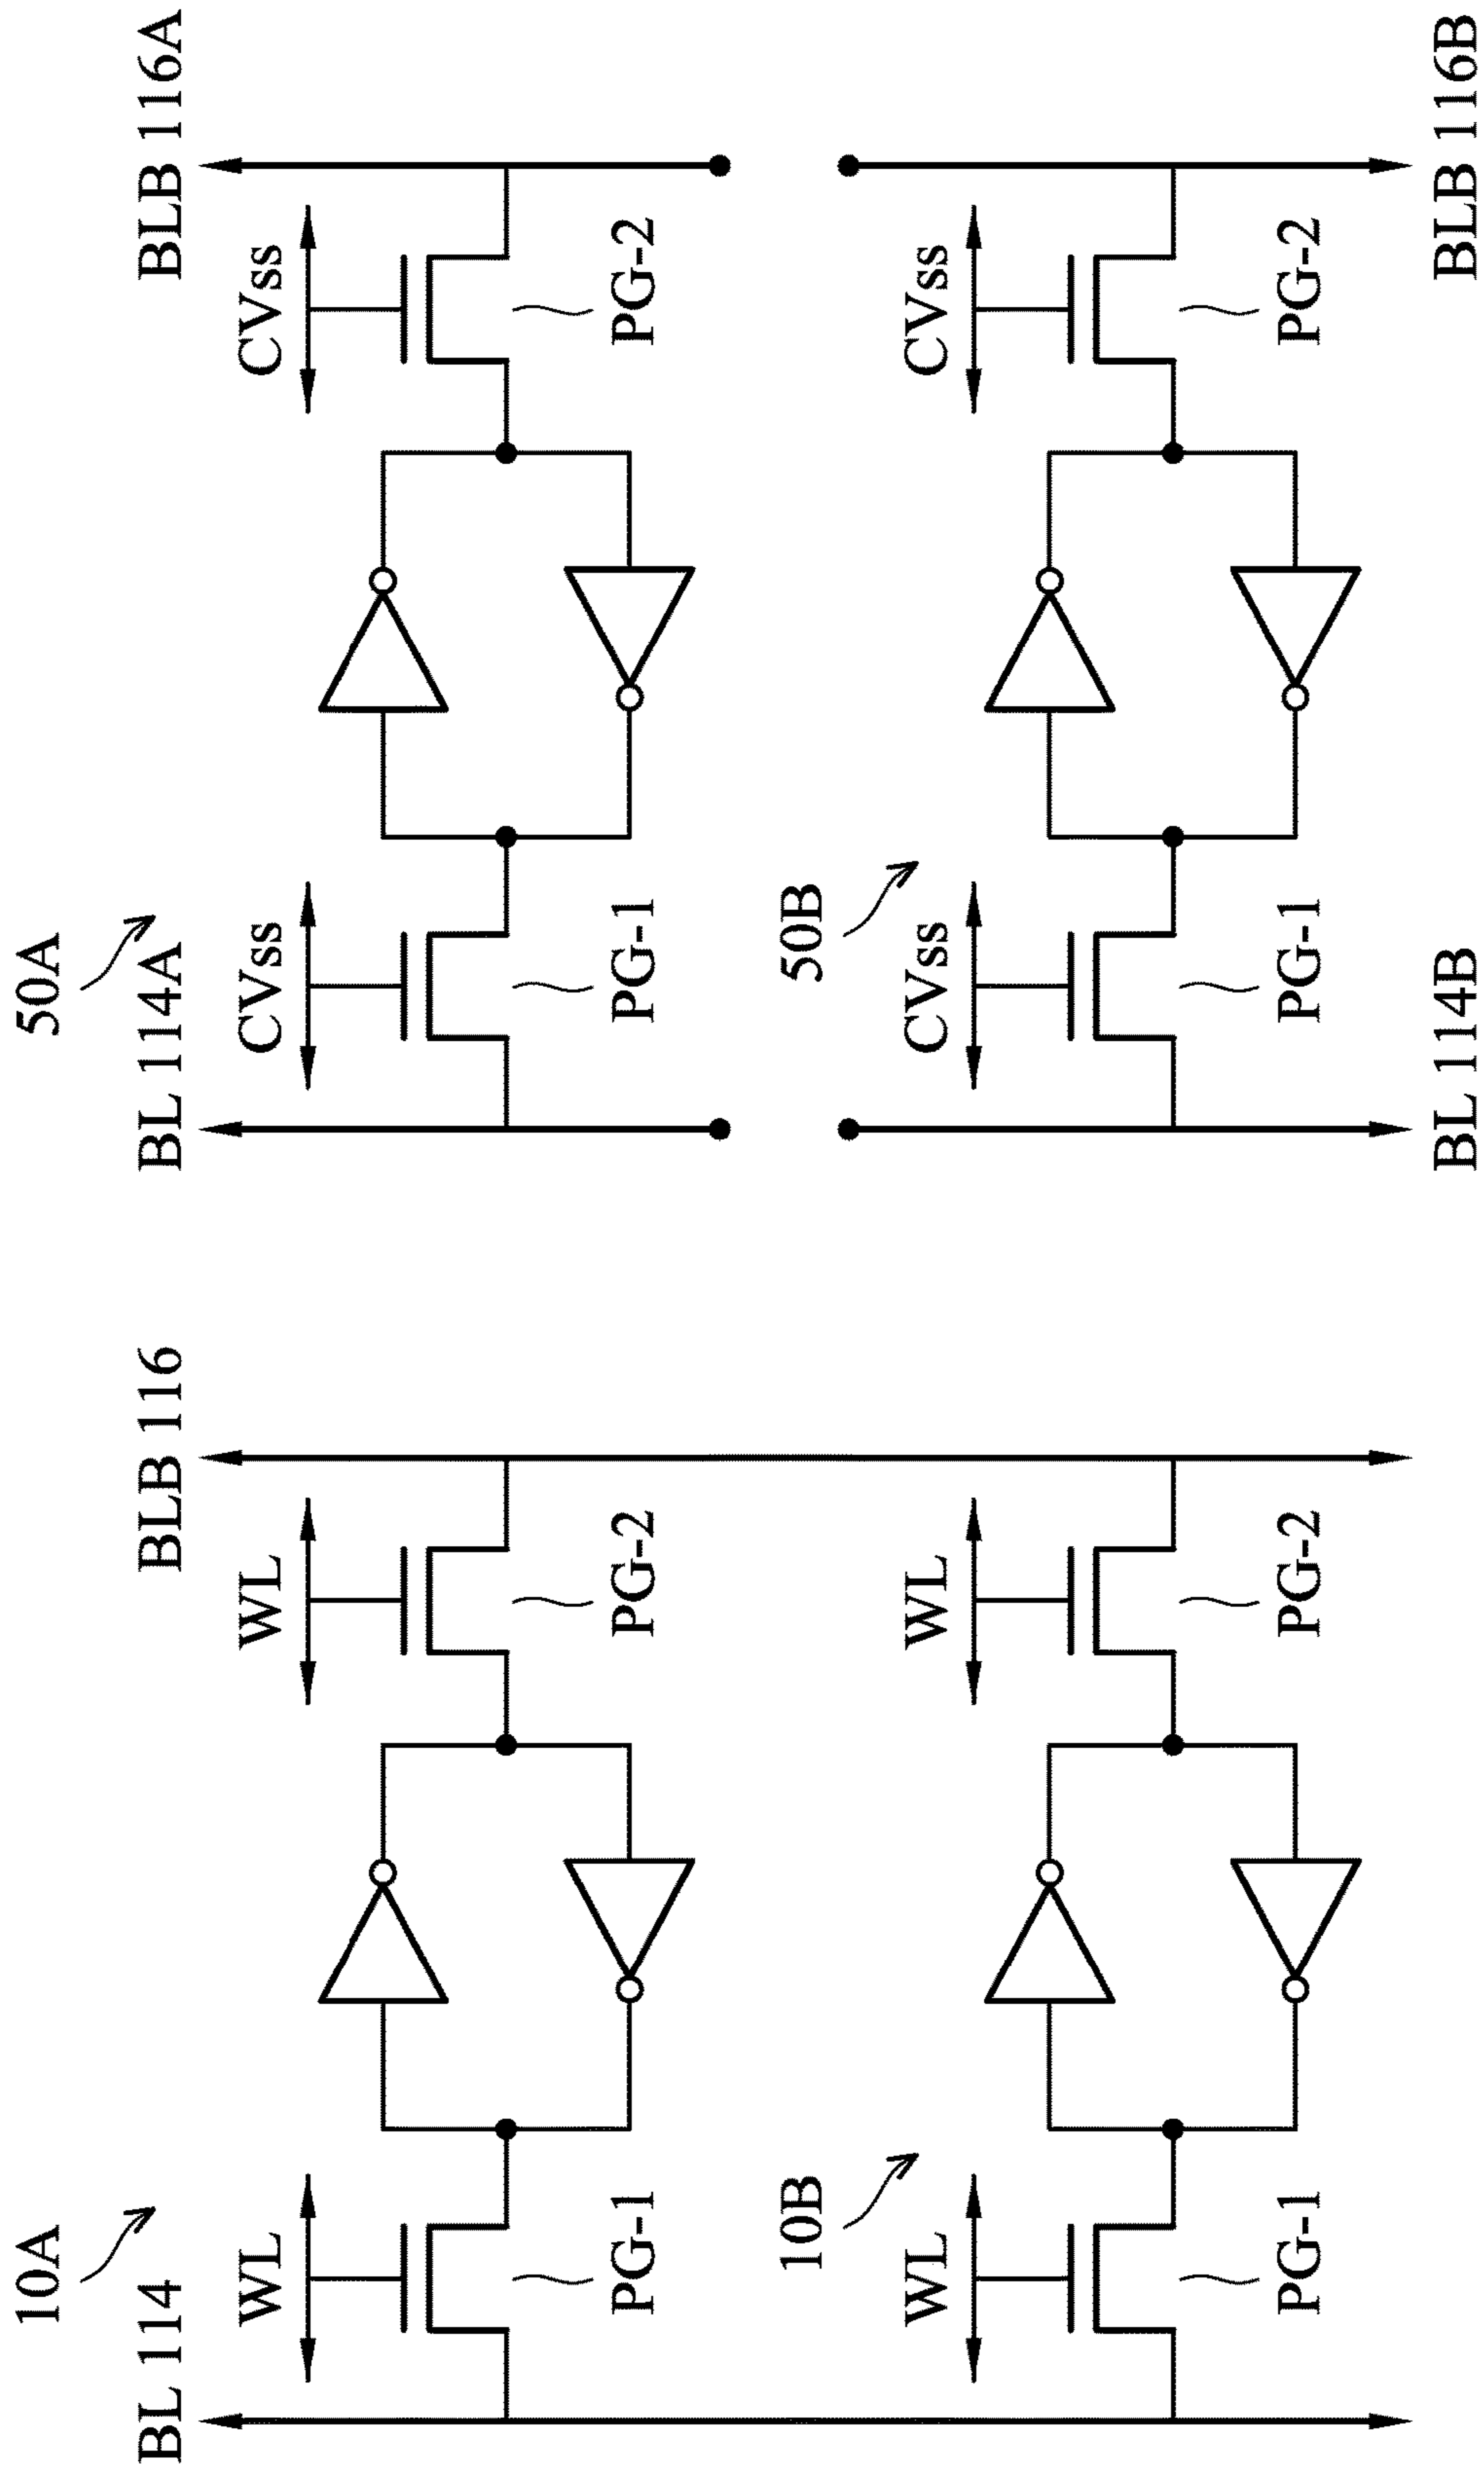 10A
BL 114
BLB 116
50A
BL 114A
BLB 116A
WL
WL
CVss
CVss
PG-1
PG-2
PG-1
PG-2
10B
50B
WL
WL
CVss
CVss
PG-1
PG-2
PG-1
PG-2
BL 114B
BLB 116B